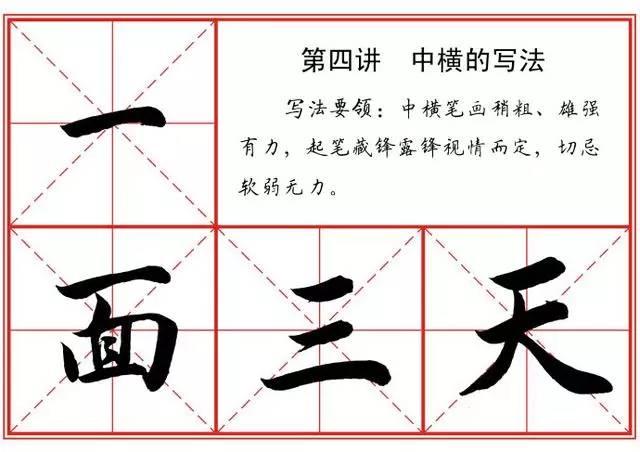 第四讲 中横的写法
一
写法要领：中横笔画稍粗、雄强
有力，起笔藏锋露锋视情而定，切忌
软弱无力。
面 三 天